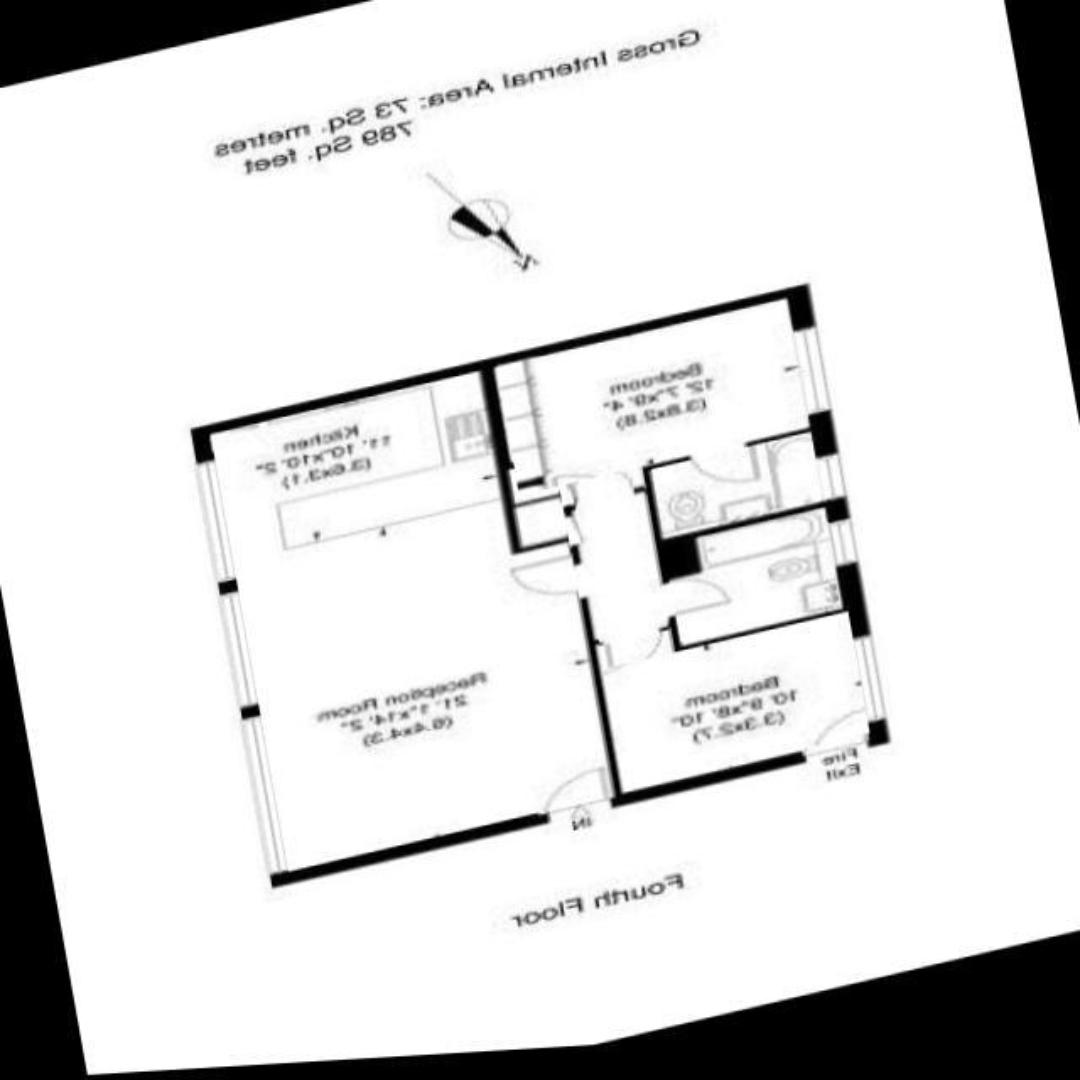 Gross Internal Area: 73 Sq. metres
789 Sq. feet
N
Bedroom
12' 7"x9' 4"
(3.8x2.8)
Kitchen
11' 10"x10' 2"
(3.6x3.1)
Reception Room
21' 1"x14' 2"
(6.4x4.3)
Bedroom
10' 9"x8' 10"
(3.3x2.7)
Fire
Exit
IN
Fourth Floor